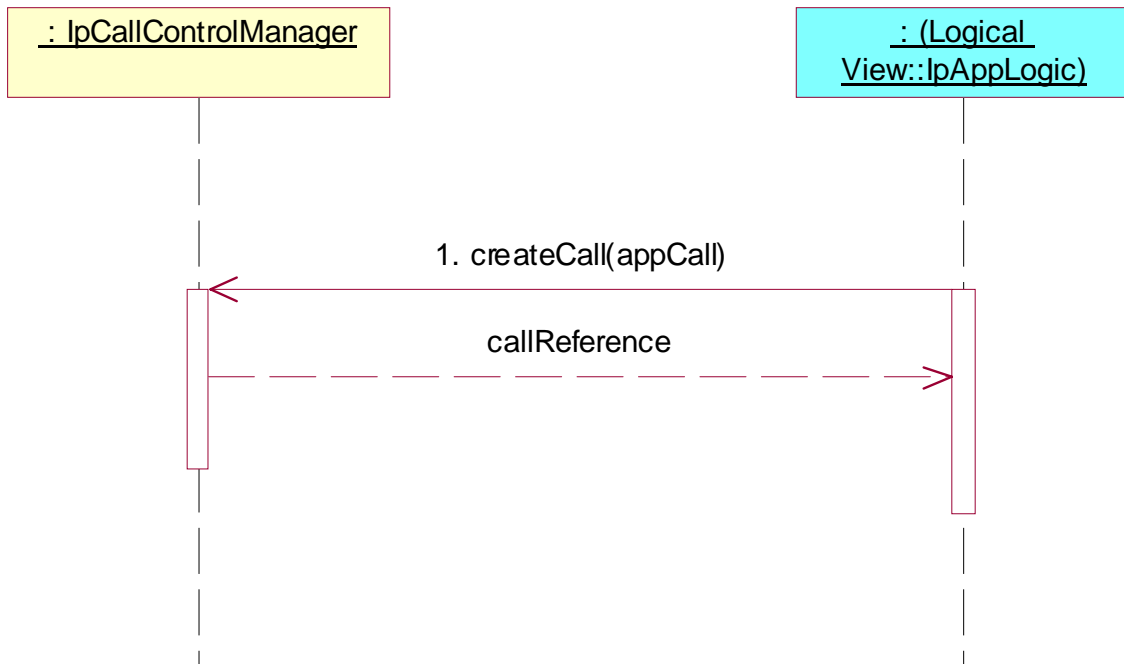 : IpCallControlManager
: (Logical
View::IpAppLogic)
1. createCall(appCall)
callReference